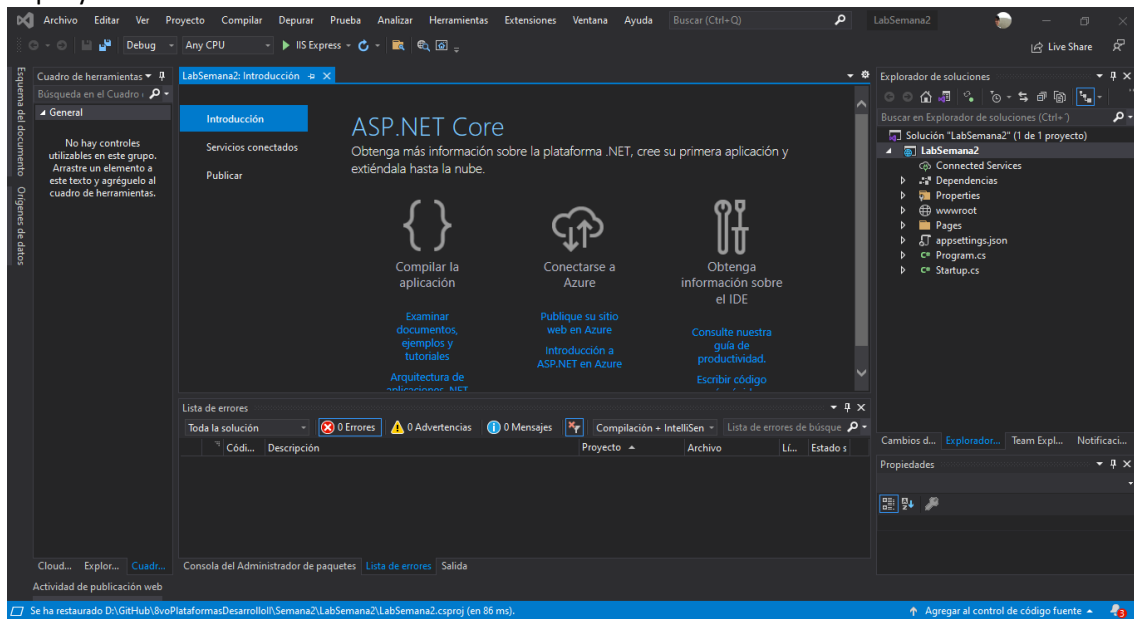 Archivo Editar Ver Proyecto Compilar Depurar Prueba Analizar Herramientas Extensiones Ventana Ayuda Buscar (Ctrl+Q) LabSemana2
Debug Any CPU IIS Express Live Share
Esquema del documento
Orígenes de datos
Cuadro de herramientas
Búsqueda en el Cuadro
General
No hay controles
utilizables en este grupo.
Arrastre un elemento a
este texto y agréguelo al
cuadro de herramientas.
Cloud... Explor... Cuadr...
LabSemana2: Introducción
Introducción
Servicios conectados
Publicar
ASP.NET Core
Obtenga más información sobre la plataforma .NET, cree su primera aplicación y
extiéndala hasta la nube.
Compilar la
aplicación
Examinar
documentos,
ejemplos y
tutoriales
Arquitectura de
aplicaciones .NET
Conectarse a
Azure
Publique su sitio
web en Azure
Introducción a
ASP.NET en Azure
Obtenga
información sobre
el IDE
Consulte nuestra
guía de
productividad.
Escribir código
Lista de errores
Toda la solución 0 Errores 0 Advertencias 0 Mensajes Compilación + IntelliSen Lista de errores de búsque
Códi... Descripción Proyecto Archivo Lí... Estado s
Consola del Administrador de paquetes Lista de errores Salida
Explorador de soluciones
Buscar en Explorador de soluciones (Ctrl+ ')
Solución "LabSemana2" (1 de 1 proyecto)
LabSemana2
Connected Services
Dependencias
Properties
wwwroot
Pages
appsettings.json
C# Program.cs
C# Startup.cs
Cambios d... Explorador... Team Expl... Notificaci...
Propiedades
Actividad de publicación web
Se ha restaurado D:\GitHub\8voPlataformasDesarrolloII\Semana2\LabSemana2\LabSemana2.csproj (en 86 ms). Agregar al control de código fuente 3